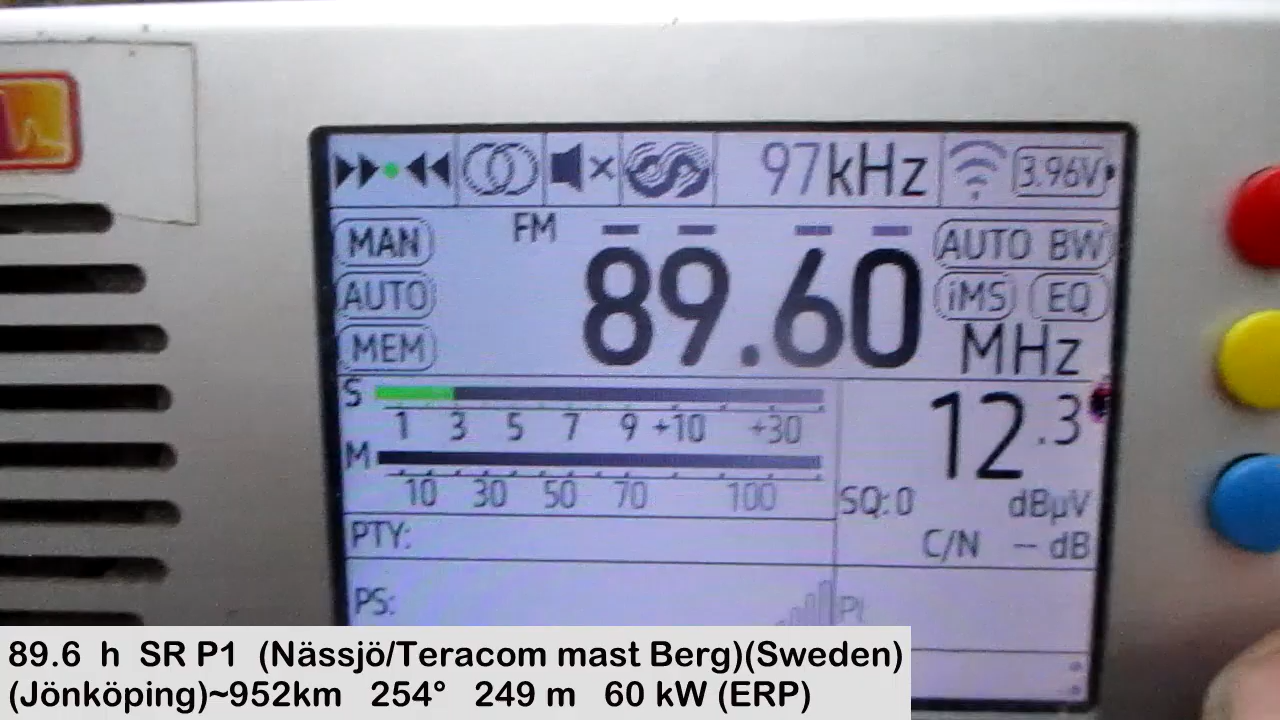 97kHz 3.96V
MAN FM 89.60 MHz AUTO BW
AUTO iMS EQ
MEM
S
1 3 5 7 9 +10 +30
12.3 dBµV
M
10 30 50 70 100
SQ:0
PTY:
C/N -- dB
PS: PI
89.6 h SR P1 (Nässjö/Teracom mast Berg)(Sweden)
(Jönköping)~952km 254° 249 m 60 kW (ERP)